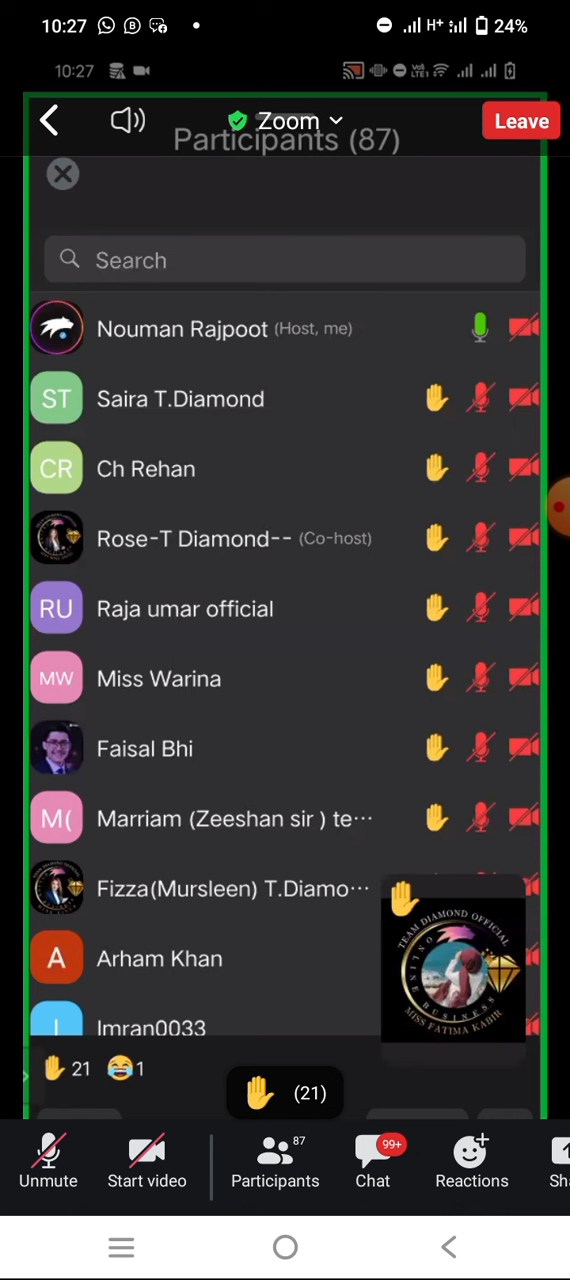 10:27 H+ 24%
10:27
Zoom Leave
Participants (87)
Search
Nouman Rajpoot (Host, me)
ST Saira T.Diamond
CR Ch Rehan
Rose-T Diamond-- (Co-host)
RU Raja umar official
MW Miss Warina
Faisal Bhi
M( Marriam (Zeeshan sir ) te...
Fizza(Mursleen) T.Diamo...
A Arham Khan
TEAM DIAMOND OFFICIAL
ONLINE
BUSINESS
MISS FATIMA KABIR
I Imran0033
21 1
(21)
87 99+
Unmute Start video Participants Chat Reactions Sh